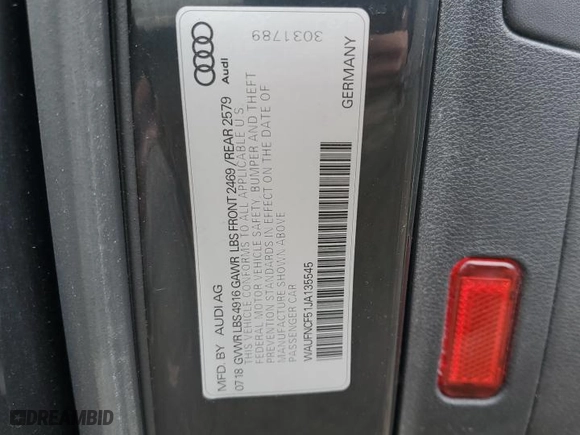 MFD. BY AUDI AG
0718 GVWR LBS 4916 GAWR LBS FRONT 2469 /REAR 2579
THIS VEHICLE CONFORMS TO ALL APPLICABLE U S
FEDERAL MOTOR VEHICLE SAFETY, BUMPER AND THEFT
PREVENTION STANDARDS IN EFFECT ON THE DATE OF
MANUFACTURE SHOWN ABOVE
PASSENGER CAR
WAUFNCF51JA135545
GERMANY
Audi
3031789
DREAMBID